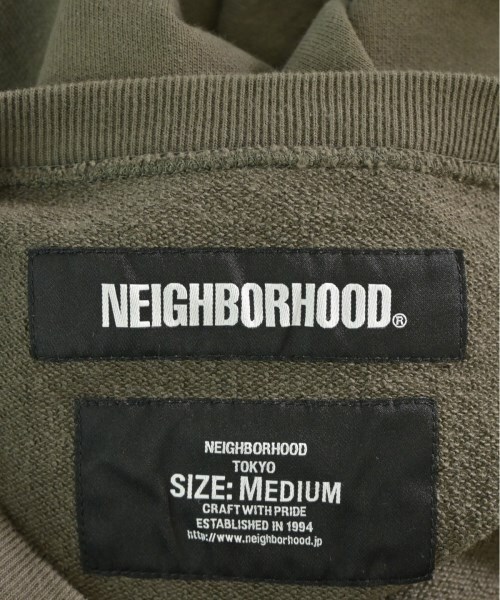 NEIGHBORHOOD®
NEIGHBORHOOD
TOKYO
SIZE: MEDIUM
CRAFT WITH PRIDE
ESTABLISHED IN 1994
http://www.neighborhood.jp